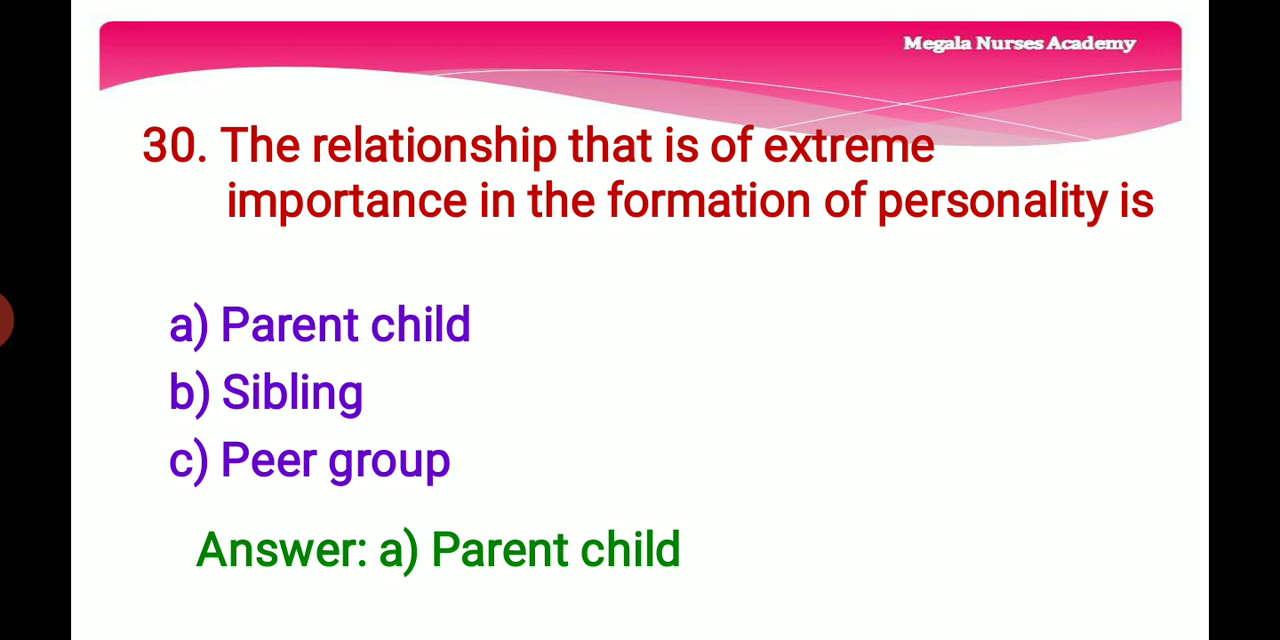 Megala Nurses Academy
30. The relationship that is of extreme
importance in the formation of personality is
a) Parent child
b) Sibling
c) Peer group
Answer: a) Parent child